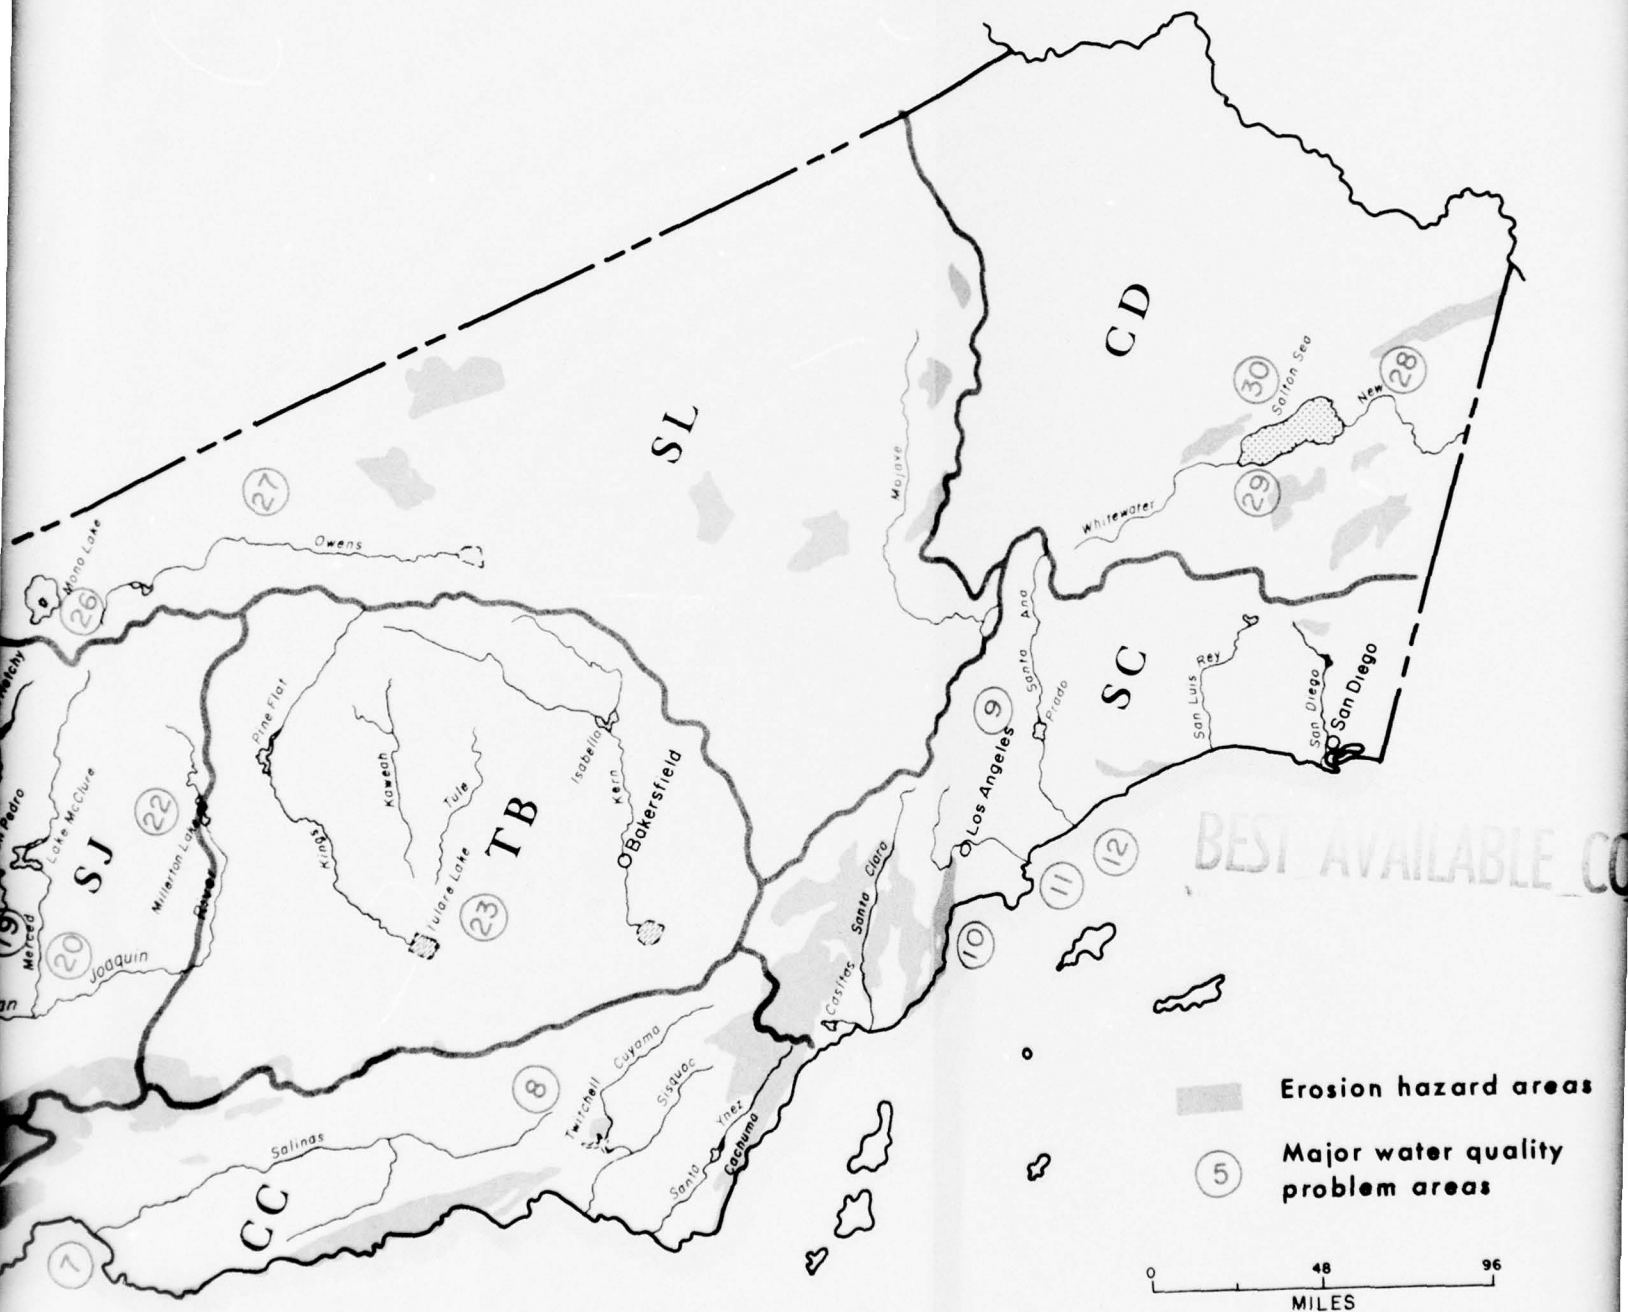 CD
30
Salton Sea
New
28
SL
Mojave
29
Whitewater
27
Owens
Mono Lake
26
Santa Ana
SC
San Luis Rey
San Diego
San Diego
Prado
9
Los Angeles
Pine Flat
Kaweah
Tule
Isabella
Kern
Bakersfield
TB
Kings
Tulare Lake
23
Pedro
Lake McClure
22
SJ
Millerton Lake
River
19
Merced
20
Joaquin
Santa Clara
Casitas
10
11
12
BEST AVAILABLE CO
8
Twitchell
Cuyama
Sisquoc
Santa Ynez
Cachuma
Salinas
CC
7
Erosion hazard areas
5
Major water quality
problem areas
0 48 96
MILES